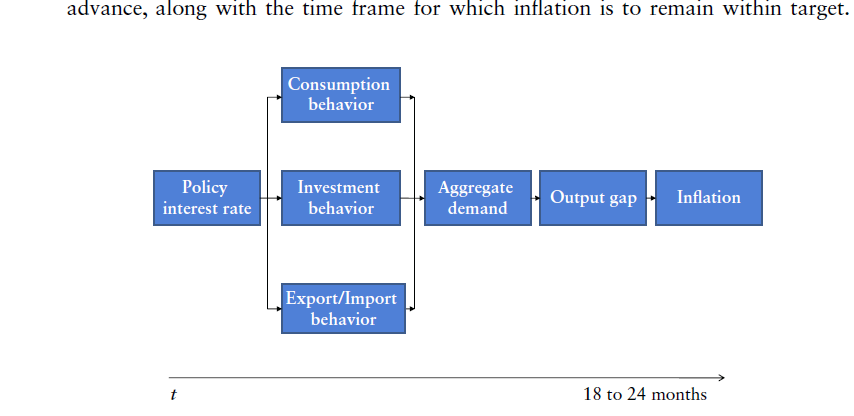 advance, along with the time frame for which inflation is to remain within target.
Consumption
behavior
Policy
interest rate
Investment
behavior
Aggregate
demand
Output gap
Inflation
Export/Import
behavior
t
18 to 24 months